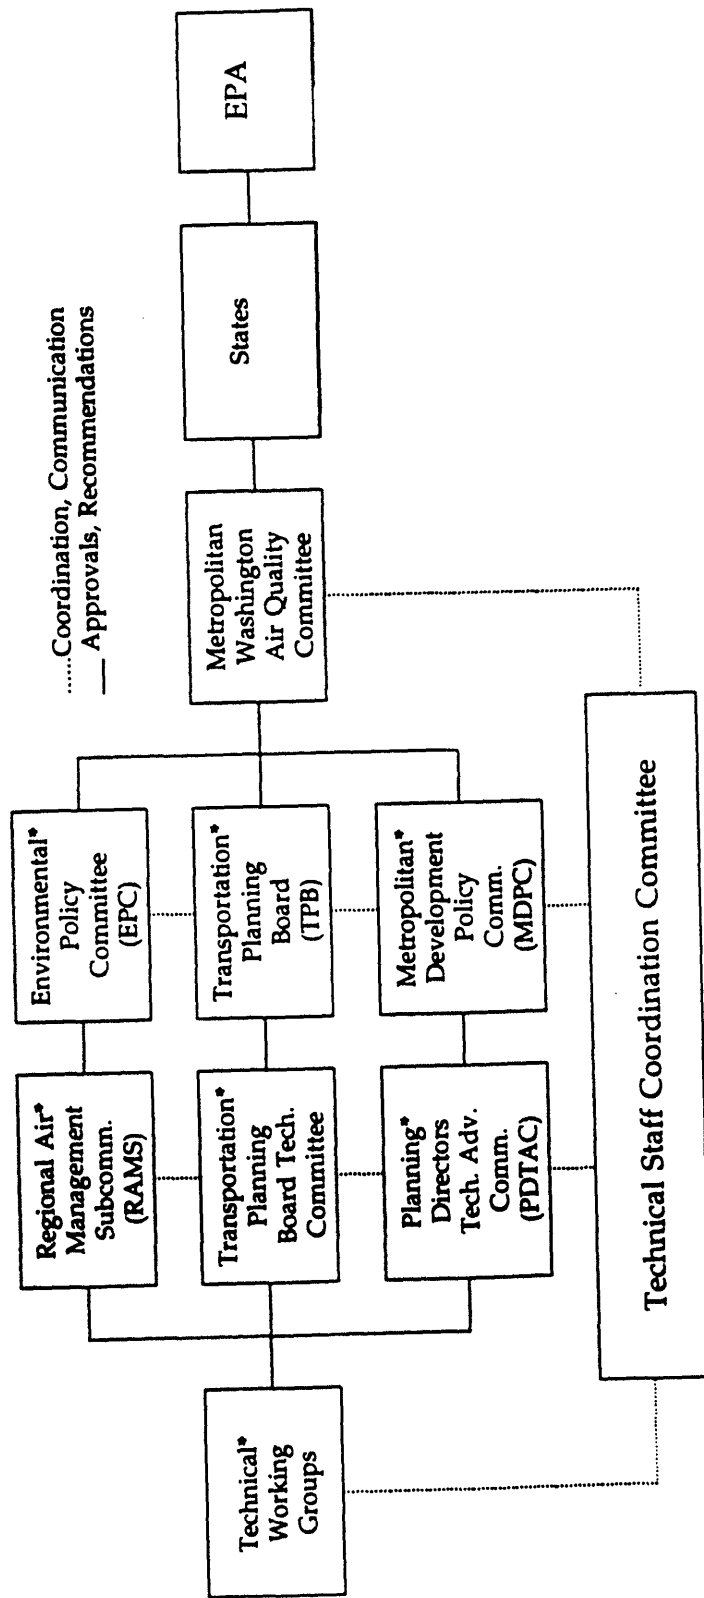 ......Coordination, Communication
___ Approvals, Recommendations
Technical*
Working
Groups
Regional Air*
Management
Subcomm.
(RAMS)
Transportation*
Planning
Board Tech.
Committee
Planning*
Directors
Tech. Adv.
Comm.
(PDTAC)
Environmental*
Policy
Committee
(EPC)
Transportation*
Planning
Board
(TPB)
Metropolitan*
Development
Policy
Comm.
(MDPC)
Metropolitan
Washington
Air Quality
Committee
States
EPA
Technical Staff Coordination Committee